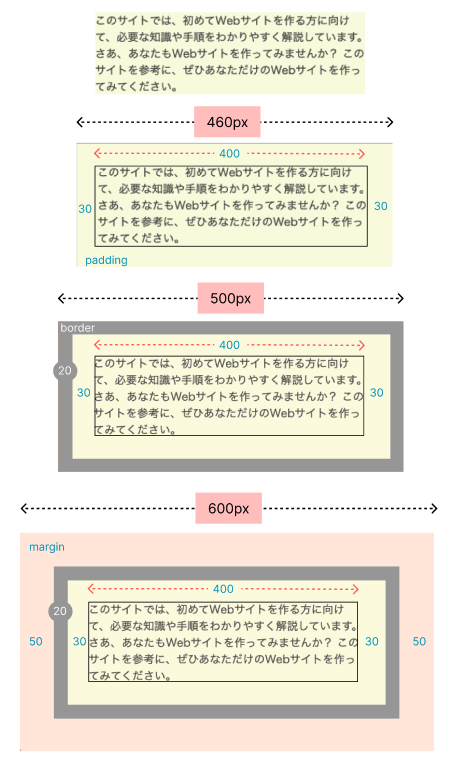 このサイトでは、初めてWebサイトを作る方に向け
て、必要な知識や手順をわかりやすく解説しています。
さあ、あなたもWebサイトを作ってみませんか？ この
サイトを参考に、ぜひあなただけのWebサイトを作っ
てみてください。
460px
400
このサイトでは、初めてWebサイトを作る方に向け
て、必要な知識や手順をわかりやすく解説しています。
30 さあ、あなたもWebサイトを作ってみませんか？ この 30
サイトを参考に、ぜひあなただけのWebサイトを作っ
てみてください。
padding
500px
border
400
このサイトでは、初めてWebサイトを作る方に向け
20 て、必要な知識や手順をわかりやすく解説しています。
30 さあ、あなたもWebサイトを作ってみませんか？ この 30
サイトを参考に、ぜひあなただけのWebサイトを作っ
てみてください。
600px
margin
400
20 このサイトでは、初めてWebサイトを作る方に向け
て、必要な知識や手順をわかりやすく解説しています。
50 30 さあ、あなたもWebサイトを作ってみませんか？ この 30 50
サイトを参考に、ぜひあなただけのWebサイトを作っ
てみてください。